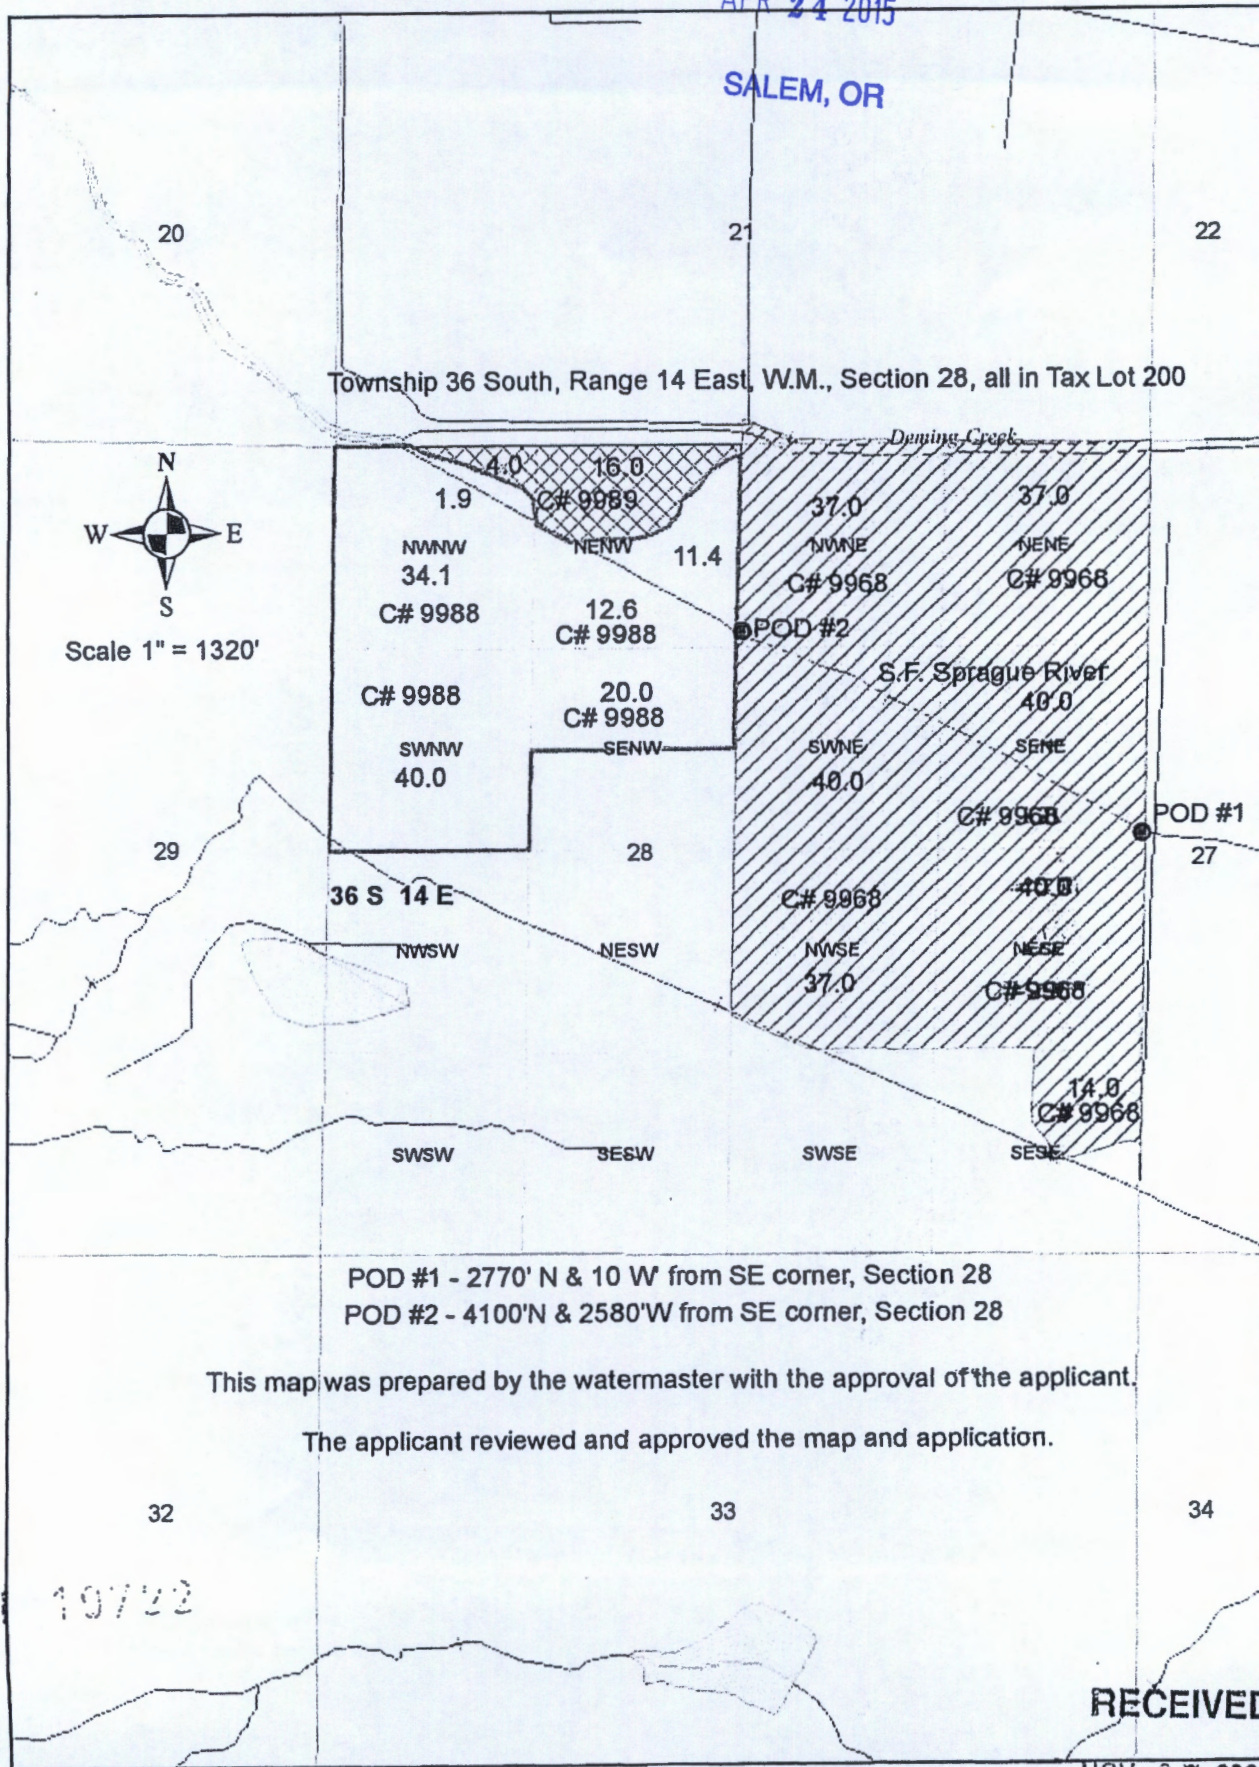 24 2015
SALEM, OR
20
21
22
Township 36 South, Range 14 East, W.M., Section 28, all in Tax Lot 200
Deming Creek
N
W
E
S
Scale 1" = 1320'
4.0
16.0
C# 9989
1.9
NWNW
34.1
C# 9988
NENW
11.4
12.6
C# 9988
37.0
NWNE
C# 9968
37.0
NENE
C# 9968
POD #2
S.F. Sprague River
40.0
C# 9988
SWNW
40.0
20.0
C# 9988
SENW
SWNE
40.0
SENE
C# 9968
POD #1
29
28
27
36 S 14 E
C# 9968
40.0
NWSW
NESW
NWSE
37.0
NESE
C# 9968
14.0
C# 9968
SWSW
SESW
SWSE
SESE
POD #1 - 2770' N & 10 W' from SE corner, Section 28
POD #2 - 4100'N & 2580'W from SE corner, Section 28
This map was prepared by the watermaster with the approval of the applicant.
The applicant reviewed and approved the map and application.
32
33
34
19722
RECEIVED